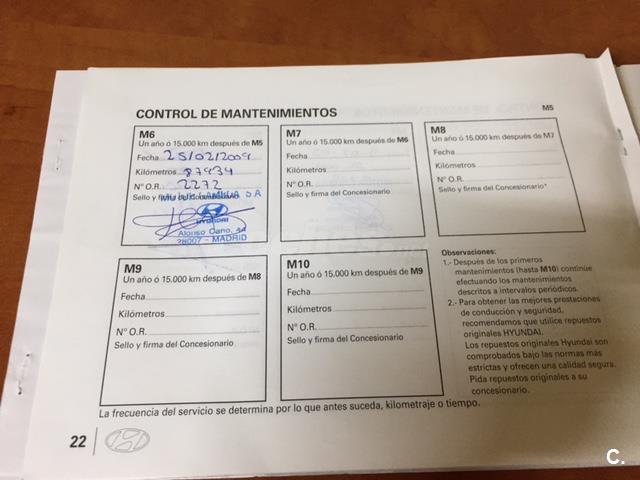 CONTROL DE MANTENIMIENTOS
M5
M6
Un año ó 15.000 km después de M5
Fecha 25/02/2009
Kilómetros 87434
Nº O.R. 2272
Sello y firma del Concesionario
S A
HYUNDAI
Alonso Cano, 44
28007 - MADRID
M7
Un año ó 15.000 km después de M6
Fecha
Kilómetros
Nº O.R.
Sello y firma del Concesionario
M8
Un año ó 15.000 km después de M7
Fecha
Kilómetros
Nº O.R.
Sello y firma del Concesionario
M9
Un año ó 15.000 km después de M8
Fecha
Kilómetros
Nº O.R.
Sello y firma del Concesionario
M10
Un año ó 15.000 km después de M9
Fecha
Kilómetros
Nº O.R.
Sello y firma del Concesionario
Observaciones:
1.- Después de los primeros
mantenimientos (hasta M10) continúe
efectuando los mantenimientos
descritos a intervalos periódicos.
2.- Para obtener las mejores prestaciones
de conducción y seguridad,
recomendamos que utilice repuestos
originales HYUNDAI.
Los repuestos originales Hyundai son
comprobados bajo las normas más
estrictas y ofrecen una calidad segura.
Pida repuestos originales a su
concesionario.
La frecuencia del servicio se determina por lo que antes suceda, kilometraje o tiempo.
22
C.